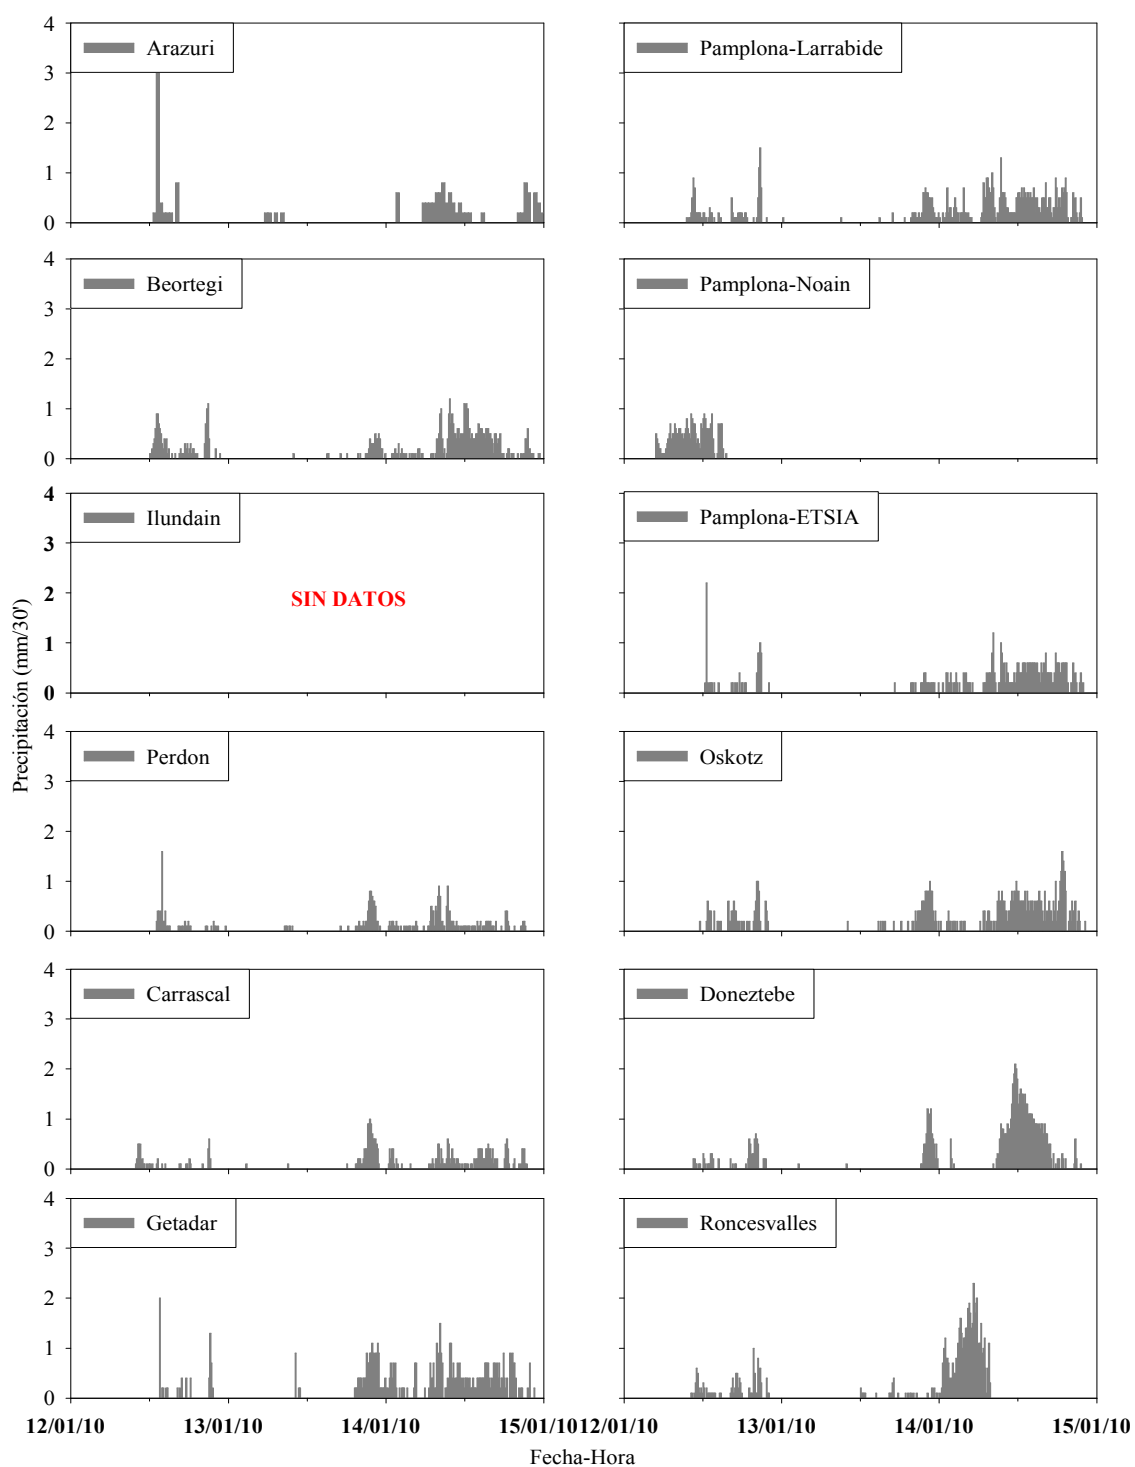 4 Arazuri Pamplona-Larrabide
3
2
1
0
4 Beortegi Pamplona-Noain
3
2
1
0
4 Ilundain Pamplona-ETSIA
3
2 SIN DATOS
1
0
Precipitación (mm/30')
4 Perdon Oskotz
3
2
1
0
4 Carrascal Doneztebe
3
2
1
0
4 Getadar Roncesvalles
3
2
1
0
12/01/10 13/01/10 14/01/10 15/01/10 12/01/10 13/01/10 14/01/10 15/01/10
Fecha-Hora